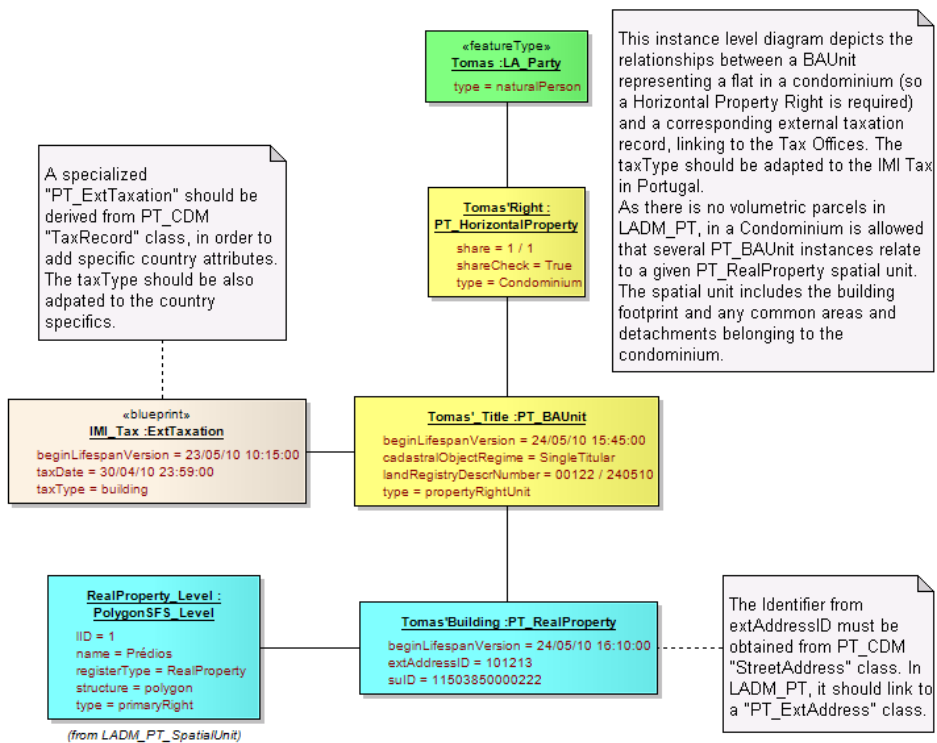 «featureType»
Tomas :LA_Party
type = naturalPerson
This instance level diagram depicts the
relationships between a BAUnit
representing a flat in a condominium (so
a Horizontal Property Right is required)
and a corresponding external taxation
record, linking to the Tax Offices. The
taxType should be adapted to the IMI Tax
in Portugal.
As there is no volumetric parcels in
LADM_PT, in a Condominium is allowed
that several PT_BAUnit instances relate
to a given PT_RealProperty spatial unit.
The spatial unit includes the building
footprint and any common areas and
detachments belonging to the
condominium.
A specialized
"PT_ExtTaxation" should be
derived from PT_CDM
"TaxRecord" class, in order to
add specific country attributes.
The taxType should be also
adpated to the country
specifics.
Tomas'Right :
PT_HorizontalProperty
share = 1 / 1
shareCheck = True
type = Condominium
«blueprint»
IMI_Tax :ExtTaxation
beginLifespanVersion = 23/05/10 10:15:00
taxDate = 30/04/10 23:59:00
taxType = building
Tomas'_Title :PT_BAUnit
beginLifespanVersion = 24/05/10 15:45:00
cadastralObjectRegime = SingleTitular
landRegistryDescrNumber = 00122 / 240510
type = propertyRightUnit
RealProperty_Level :
PolygonSFS_Level
lID = 1
name = Prédios
registerType = RealProperty
structure = polygon
type = primaryRight
(from LADM_PT_SpatialUnit)
Tomas'Building :PT_RealProperty
beginLifespanVersion = 24/05/10 16:10:00
extAddressID = 101213
suID = 11503850000222
The Identifier from
extAddressID must be
obtained from PT_CDM
"StreetAddress" class. In
LADM_PT, it should link to
a "PT_ExtAddress" class.